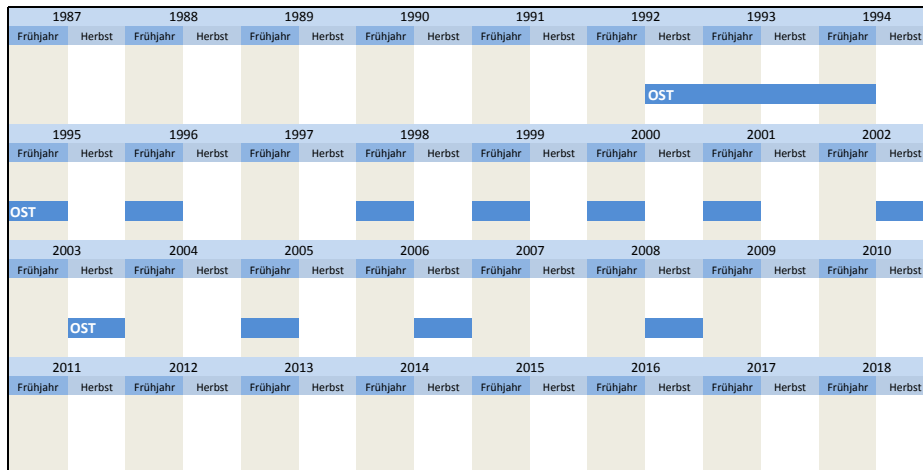 1987 1988 1989 1990 1991 1992 1993 1994
Frühjahr Herbst Frühjahr Herbst Frühjahr Herbst Frühjahr Herbst Frühjahr Herbst Frühjahr Herbst Frühjahr Herbst Frühjahr Herbst
OST
1995 1996 1997 1998 1999 2000 2001 2002
Frühjahr Herbst Frühjahr Herbst Frühjahr Herbst Frühjahr Herbst Frühjahr Herbst Frühjahr Herbst Frühjahr Herbst Frühjahr Herbst
OST
2003 2004 2005 2006 2007 2008 2009 2010
Frühjahr Herbst Frühjahr Herbst Frühjahr Herbst Frühjahr Herbst Frühjahr Herbst Frühjahr Herbst Frühjahr Herbst Frühjahr Herbst
OST
2011 2012 2013 2014 2015 2016 2017 2018
Frühjahr Herbst Frühjahr Herbst Frühjahr Herbst Frühjahr Herbst Frühjahr Herbst Frühjahr Herbst Frühjahr Herbst Frühjahr Herbst